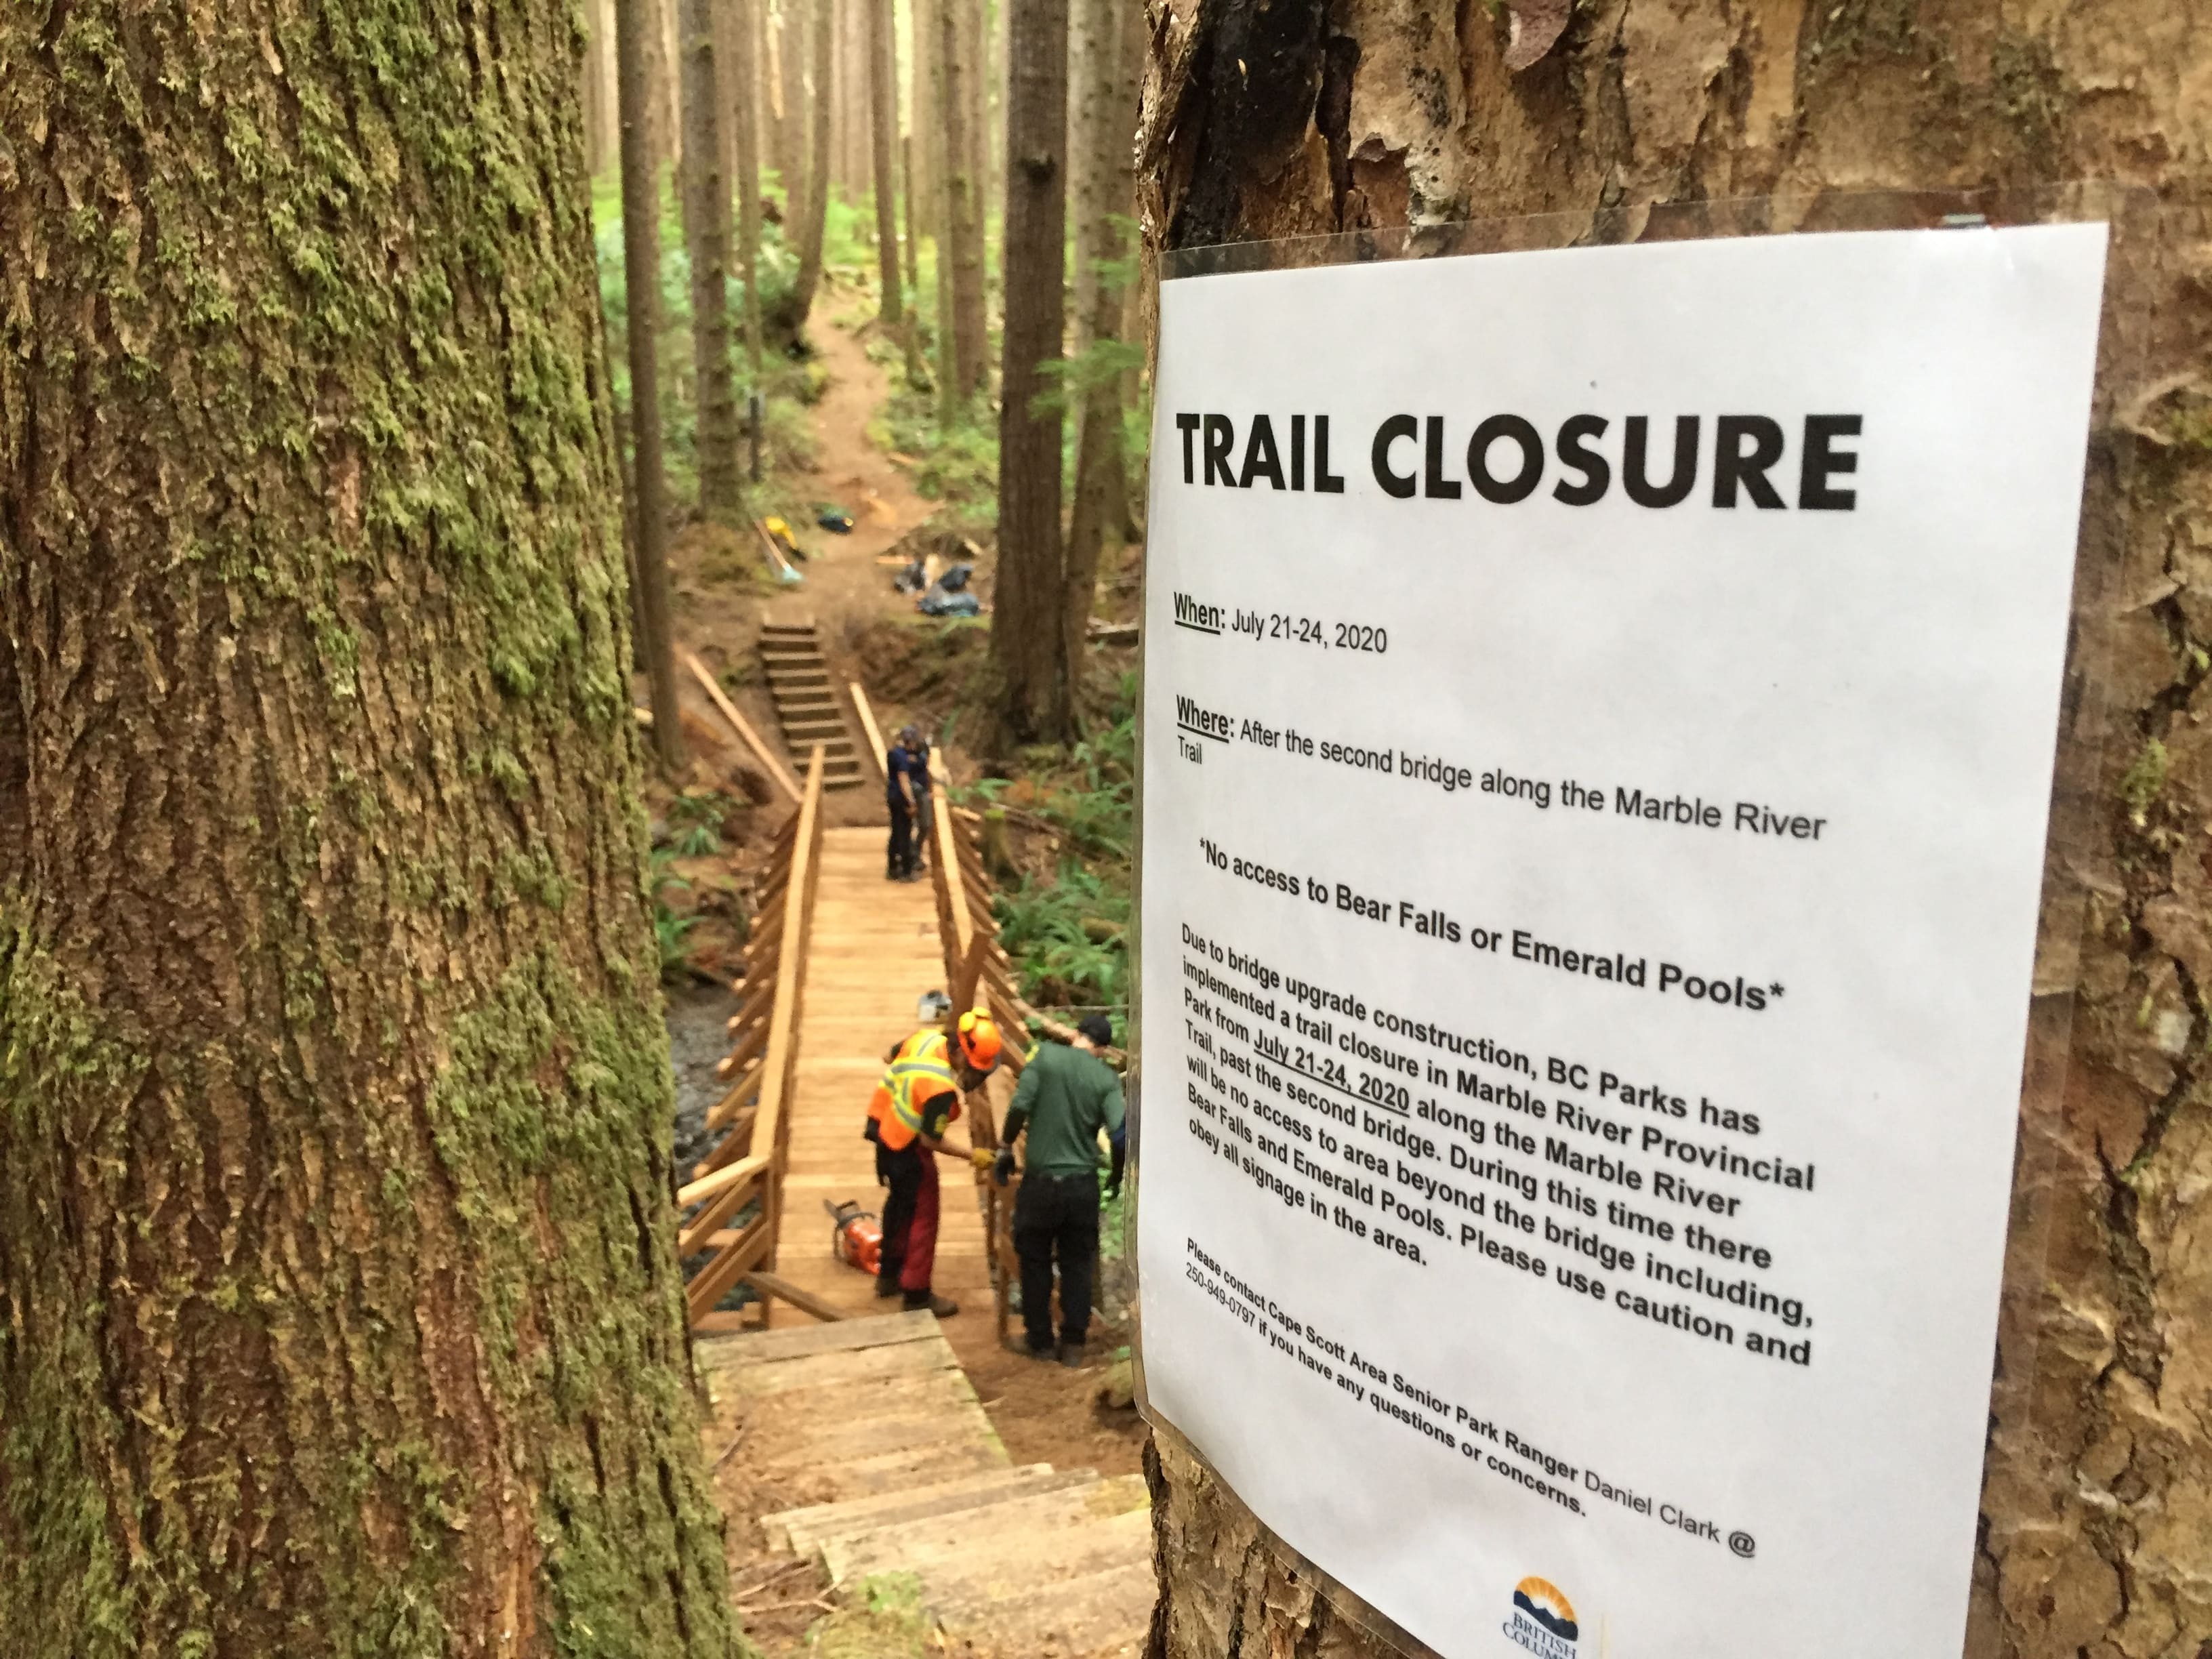 TRAIL CLOSURE
When: July 21-24, 2020
Where: After the second bridge along the Marble River
Trail
*No access to Bear Falls or Emerald Pools*
Due to bridge upgrade construction, BC Parks has
implemented a trail closure in Marble River Provincial
Park from July 21-24, 2020 along the Marble River
Trail, past the second bridge. During this time there
will be no access to area beyond the bridge including,
Bear Falls and Emerald Pools. Please use caution and
obey all signage in the area.
Please contact Cape Scott Area Senior Park Ranger Daniel Clark @
250-949-0797 if you have any questions or concerns.
BRITISH